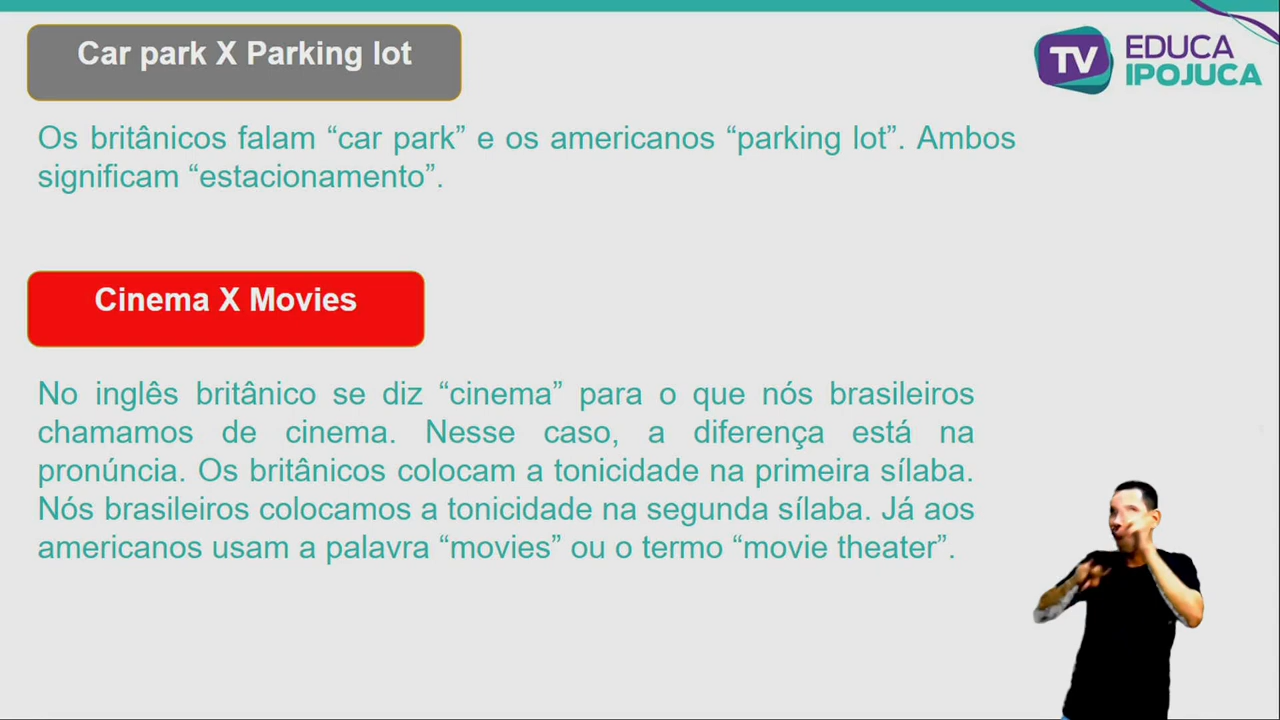 Car park X Parking lot
TV EDUCA
IPOJUCA
Os britânicos falam “car park” e os americanos “parking lot”. Ambos
significam “estacionamento”.
Cinema X Movies
No inglês britânico se diz “cinema” para o que nós brasileiros
chamamos de cinema. Nesse caso, a diferença está na
pronúncia. Os britânicos colocam a tonicidade na primeira sílaba.
Nós brasileiros colocamos a tonicidade na segunda sílaba. Já aos
americanos usam a palavra “movies” ou o termo “movie theater”.